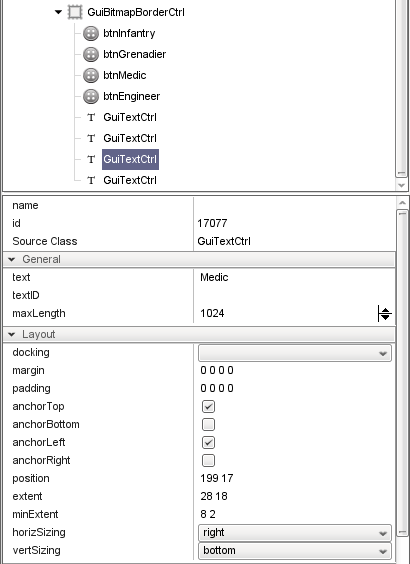 GuiBitmapBorderCtrl
btnInfantry
btnGrenadier
btnMedic
btnEngineer
T GuiTextCtrl
T GuiTextCtrl
T GuiTextCtrl
T GuiTextCtrl
name
id 17077
Source Class GuiTextCtrl
General
text Medic
textID
maxLength 1024
Layout
docking
margin 0 0 0 0
padding 0 0 0 0
anchorTop
anchorBottom
anchorLeft
anchorRight
position 199 17
extent 28 18
minExtent 8 2
horizSizing right
vertSizing bottom